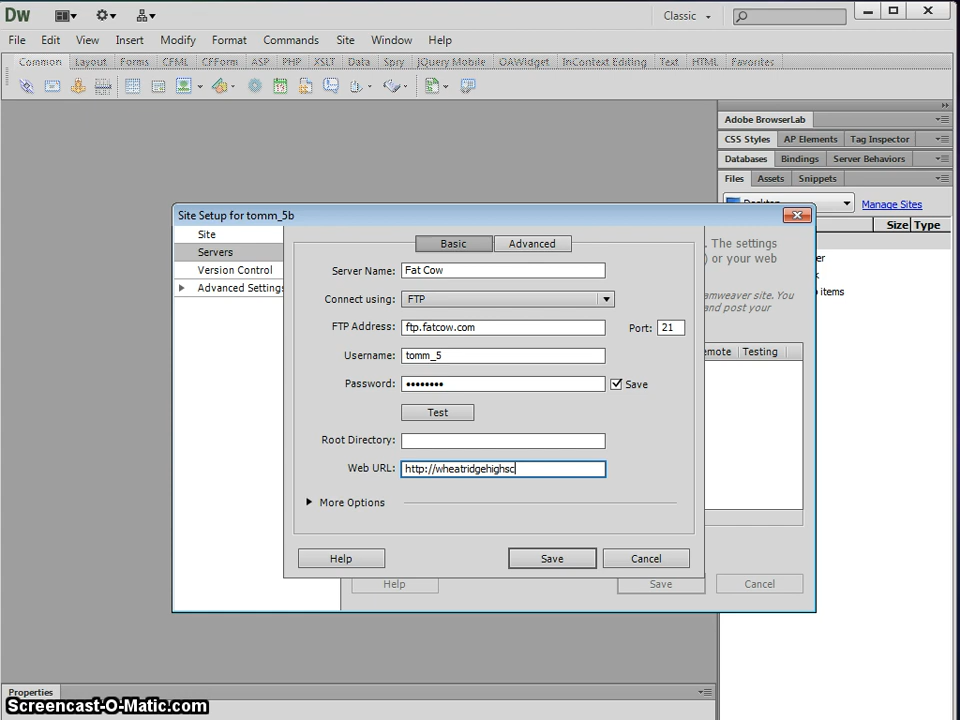 Dw Classic
File Edit View Insert Modify Format Commands Site Window Help
Common Layout Forms CFML CFForm ASP PHP XSLT Data Spry jQuery Mobile OAWidget InContext Editing Text HTML Favorites
Adobe BrowserLab
CSS Styles AP Elements Tag Inspector
Databases Bindings Server Behaviors
Files Assets Snippets
Desktop Manage Sites
Size Type
Site Setup for tomm_5b
Site
Servers
Version Control
Advanced Settings
Basic Advanced
. The settings
) or your web
Server Name: Fat Cow
Connect using: FTP
amweaver site. You
and post your
FTP Address: ftp.fatcow.com Port: 21
Username: tomm_5
emote Testing
Password: •••••••• Save
Test
Root Directory:
Web URL: http://wheatridgehighsc
More Options
Help Save Cancel
Help Save Cancel
items
Properties
Screencast-O-Matic.com